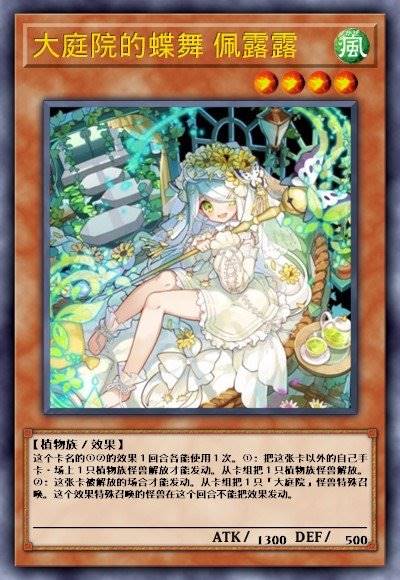 大庭院的蝶舞 佩露露
風
【植物族 / 效果】
这个卡名的①②的效果1回合各能使用1次。①：把这张卡以外的自己手
卡·场上1只植物族怪兽解放才能发动。从卡组把1只植物族怪兽解放。
②：这张卡被解放的场合才能发动。从卡组把1只「大庭院」怪兽特殊召
唤。这个效果特殊召唤的怪兽在这个回合不能把效果发动。
ATK/ 1300 DEF/ 500